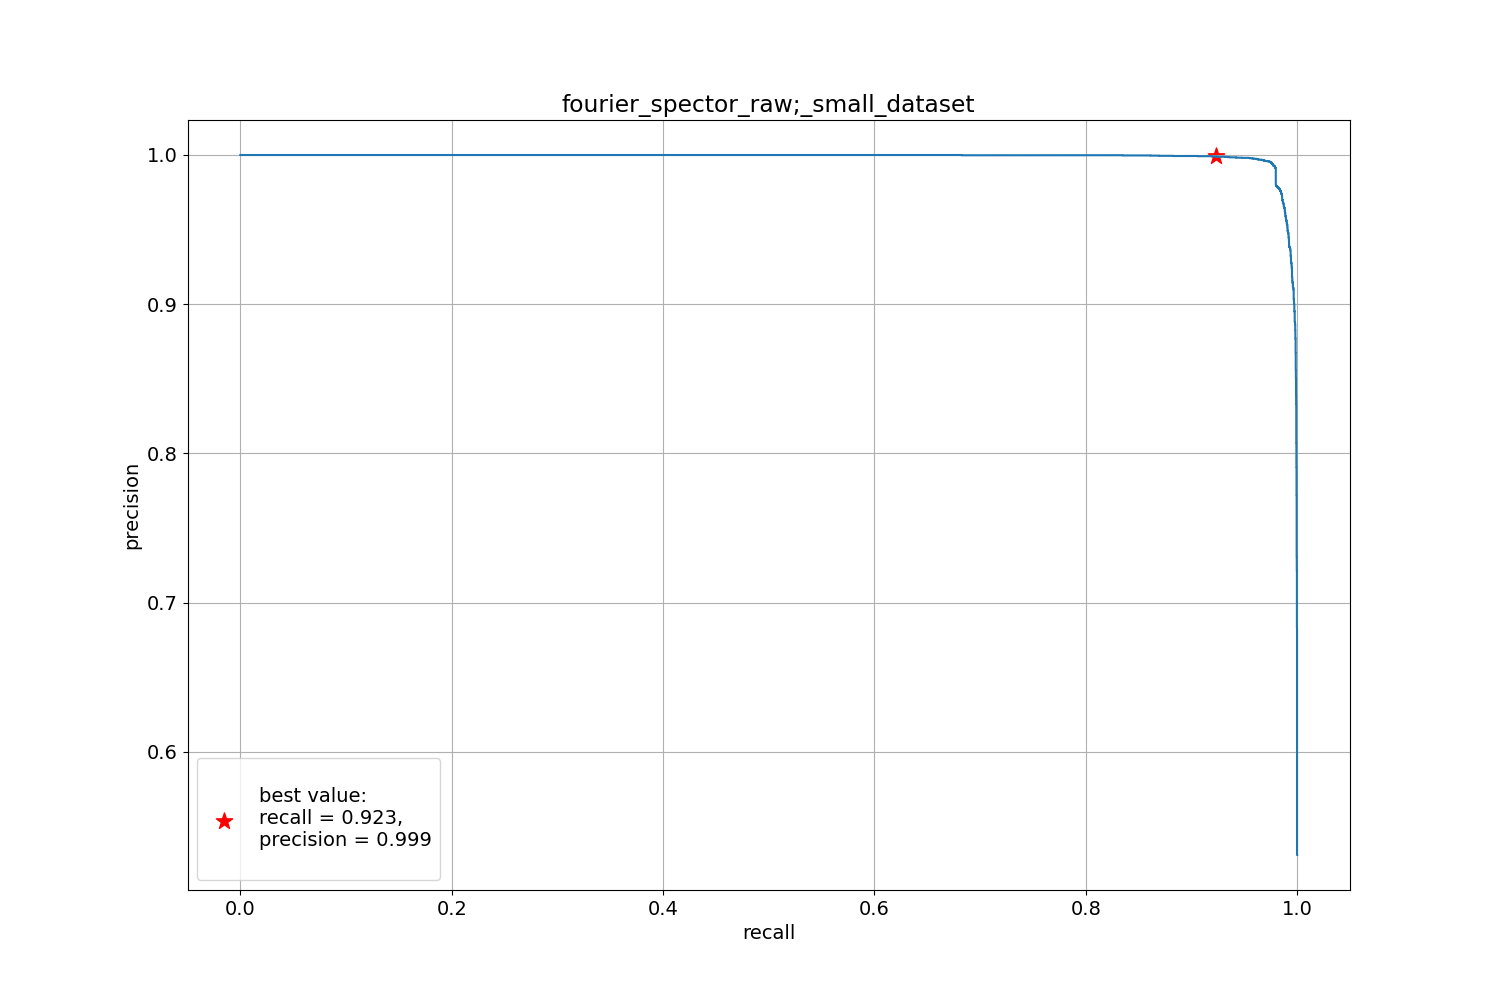 fourier_spector_raw;_small_dataset
1.0
0.9
0.8
0.7
0.6
precision
best value:
recall = 0.923,
precision = 0.999
0.0 0.2 0.4 0.6 0.8 1.0
recall